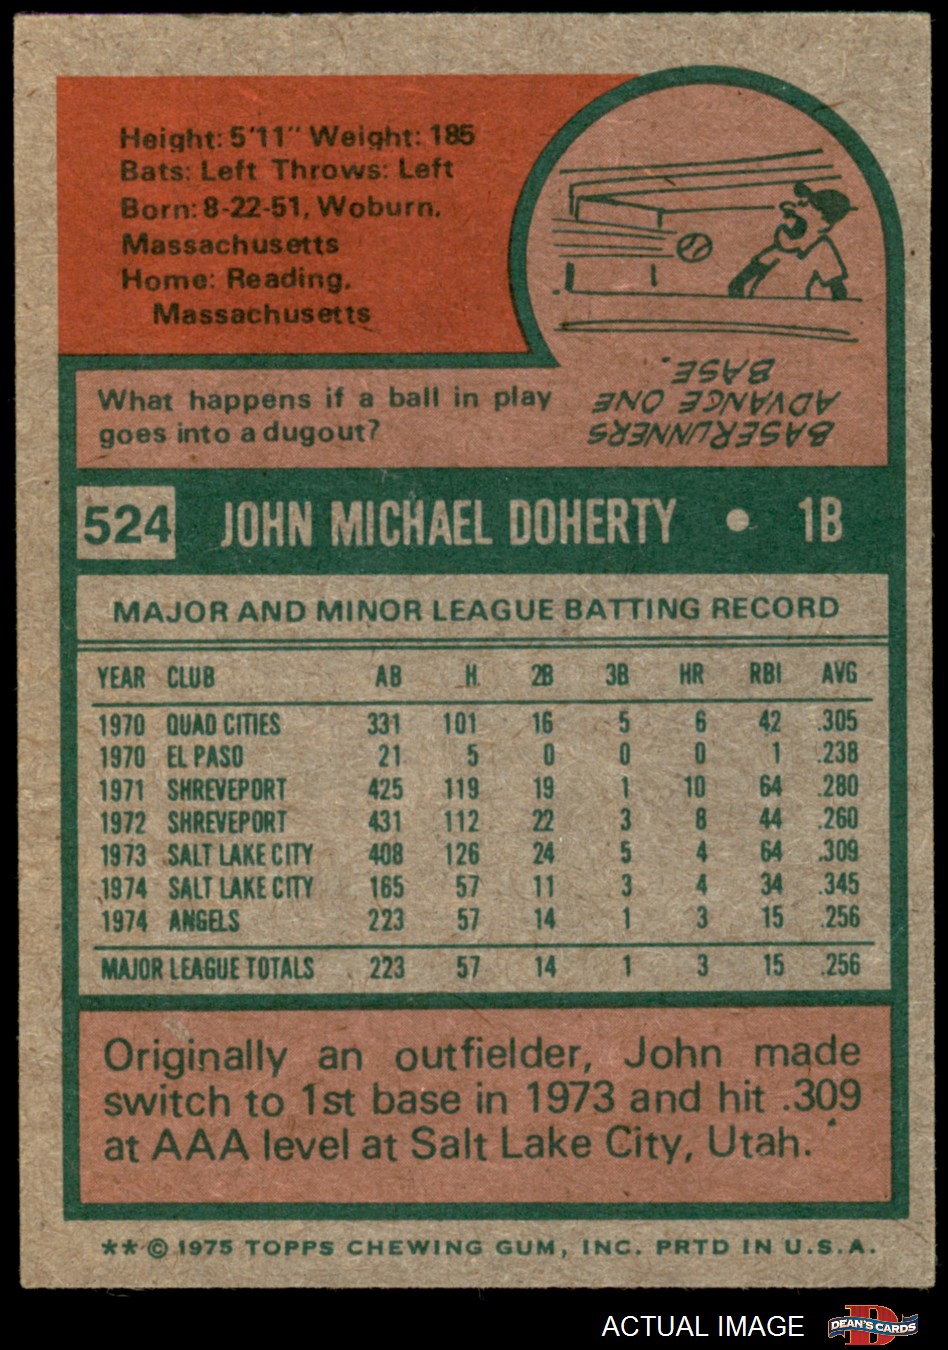 Height: 5'11" Weight: 185
Bats: Left Throws: Left
Born: 8-22-51, Woburn,
Massachusetts
Home: Reading,
Massachusetts
What happens if a ball in play
goes into a dugout?
BASERUNNERS
ADVANCE ONE
BASE.
524 JOHN MICHAEL DOHERTY • 1B
MAJOR AND MINOR LEAGUE BATTING RECORD
YEAR CLUB AB H 2B 3B HR RBI AVG
1970 QUAD CITIES 331 101 16 5 6 42 .305
1970 EL PASO 21 5 0 0 0 1 .238
1971 SHREVEPORT 425 119 19 1 10 64 .280
1972 SHREVEPORT 431 112 22 3 8 44 .260
1973 SALT LAKE CITY 408 126 24 5 4 64 .309
1974 SALT LAKE CITY 165 57 11 3 4 34 .345
1974 ANGELS 223 57 14 1 3 15 .256
MAJOR LEAGUE TOTALS 223 57 14 1 3 15 .256
Originally an outfielder, John made
switch to 1st base in 1973 and hit .309
at AAA level at Salt Lake City, Utah.
**© 1975 TOPPS CHEWING GUM, INC. PRTD IN U.S.A.
ACTUAL IMAGE
DEAN'S CARDS